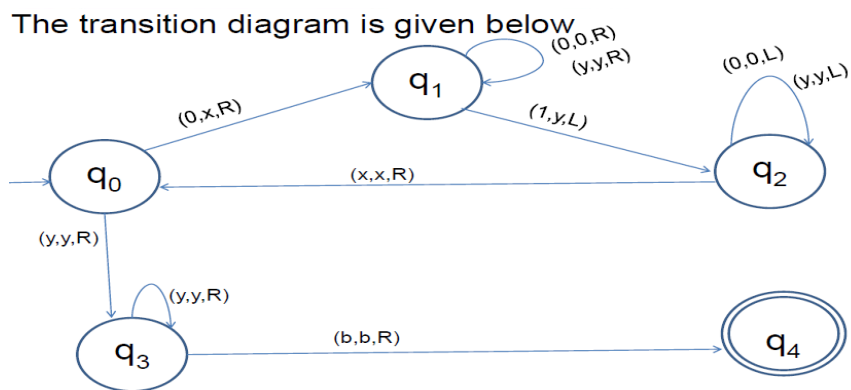 The transition diagram is given below
(0,0,R)
(y,y,R)
q1
(0,0,L)
(y,y,L)
(0,x,R)
(1,y,L)
q0
(x,x,R)
q2
(y,y,R)
(y,y,R)
q3
(b,b,R)
q4